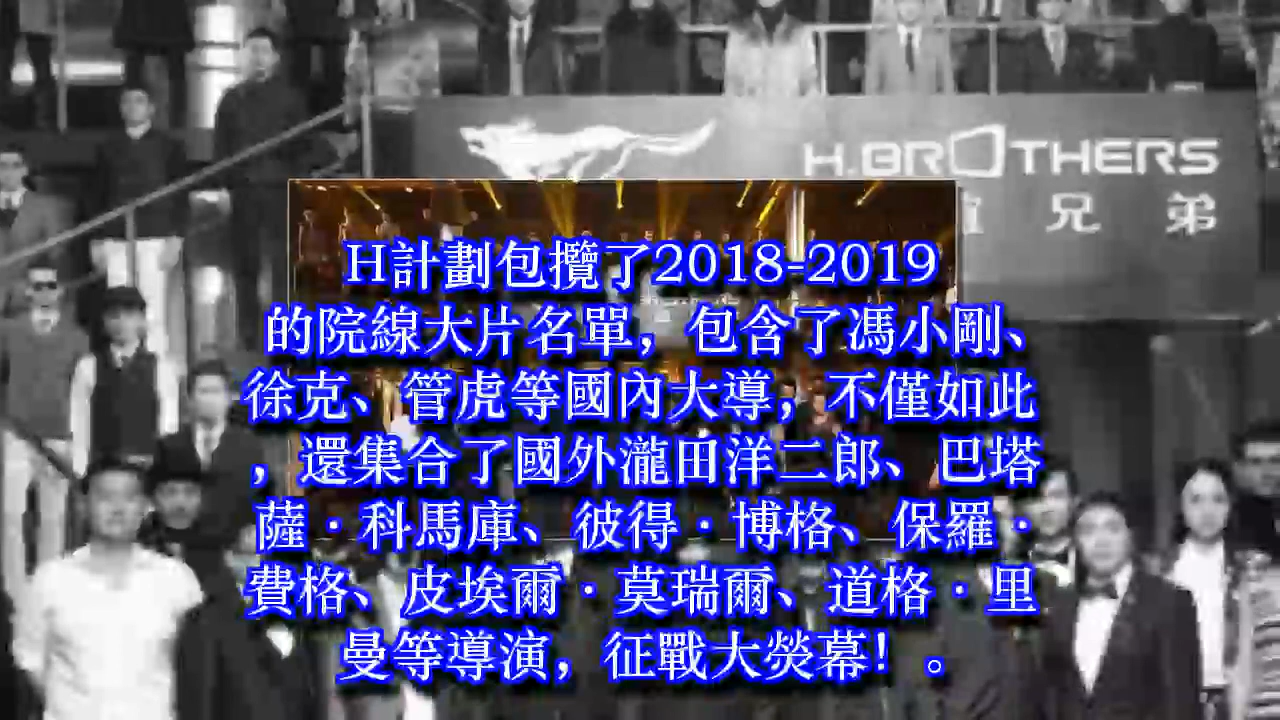 H.BROTHERS
兄弟
H計劃包攬了2018-2019
的院線大片名單，包含了馮小剛、
徐克、管虎等國內大導，不僅如此
，還集合了國外瀧田洋二郎、巴塔
薩·科馬庫、彼得·博格、保羅·
費格、皮埃爾·莫瑞爾、道格·里
曼等導演，征戰大熒幕！。